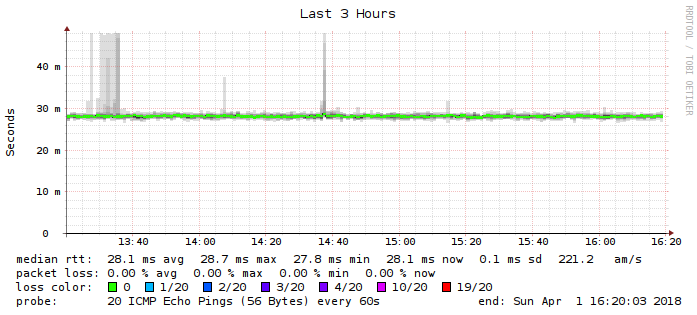 Last 3 Hours
RRDTOOL / TOBI OETIKER
Seconds
40 m
30 m
20 m
10 m
0
13:40 14:00 14:20 14:40 15:00 15:20 15:40 16:00 16:20
median rtt: 28.1 ms avg 28.7 ms max 27.8 ms min 28.1 ms now 0.1 ms sd 221.2 am/s
packet loss: 0.00 % avg 0.00 % max 0.00 % min 0.00 % now
loss color: 0 1/20 2/20 3/20 4/20 10/20 19/20
probe: 20 ICMP Echo Pings (56 Bytes) every 60s end: Sun Apr 1 16:20:03 2018